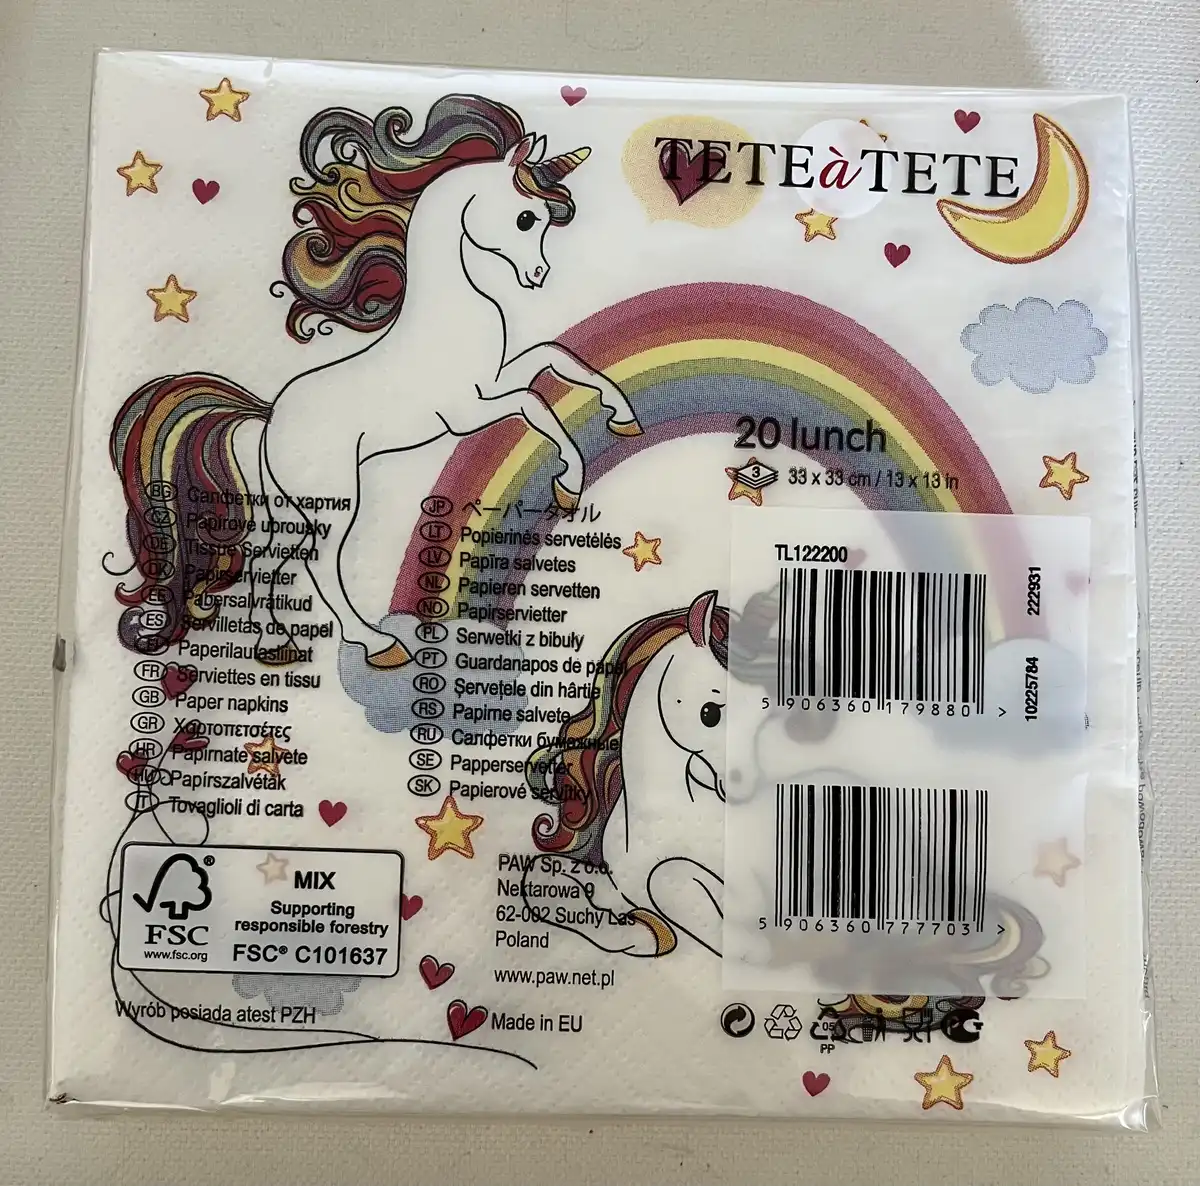 TETEàTETE
20 lunch
3
33 x 33 cm / 13 x 13 in
BG Салфетки от хартия
CZ Papírové ubrousky
DE Tissue Servietten
DK Papirservietter
EE Pabersalvrätikud
ES Servilletas de papel
FI Paperilautasliinat
FR Serviettes en tissu
GB Paper napkins
GR Χαρτοπετσέτες
HR Papirnate salvete
HU Papírszalvéták
IT Tovaglioli di carta
JP ペーパータオル
LT Popierinės servetėlės
LV Papīra salvetes
NL Papieren servetten
NO Papirservietter
PL Serwetki z bibuły
PT Guardanapos de papel
RO Şerveţele din hârtie
RS Papirne salvete
RU Салфетки бумажные
SE Papperservetter
SK Papierové servítky
TL122200
5 906360 179880 >
222931
10225784
5 906360 777703 >
FSC
www.fsc.org
MIX
Supporting
responsible forestry
FSC® C101637
PAW Sp. z o.o.
Nektarowa 9
62-002 Suchy Las
Poland
www.paw.net.pl
Wyrób posiada atest PZH
Made in EU
05
PP